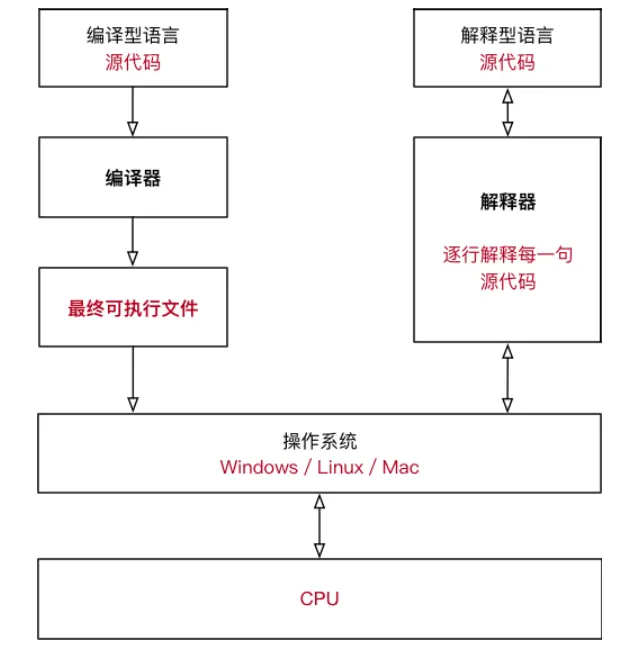 编译型语言
源代码
编译器
最终可执行文件
解释型语言
源代码
解释器
逐行解释每一句
源代码
操作系统
Windows / Linux / Mac
CPU